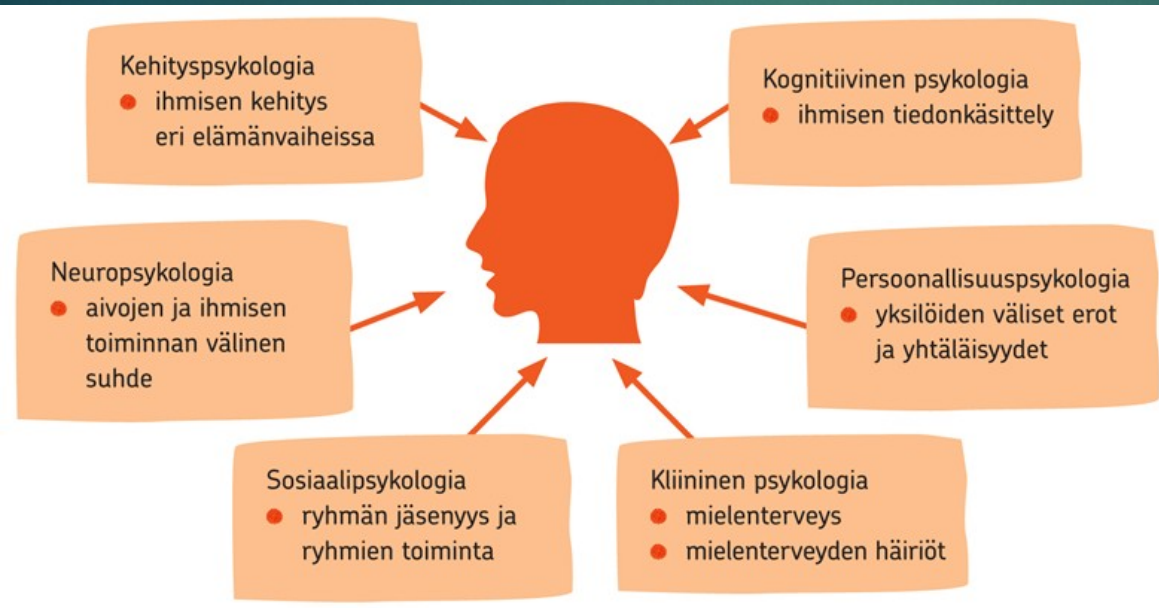 Kehityspsykologia
● ihmisen kehitys
eri elämänvaiheissa
Kognitiivinen psykologia
● ihmisen tiedonkäsittely
Neuropsykologia
● aivojen ja ihmisen
toiminnan välinen
suhde
Persoonallisuuspsykologia
● yksilöiden väliset erot
ja yhtäläisyydet
Sosiaalipsykologia
● ryhmän jäsenyys ja
ryhmien toiminta
Kliininen psykologia
● mielenterveys
● mielenterveyden häiriöt